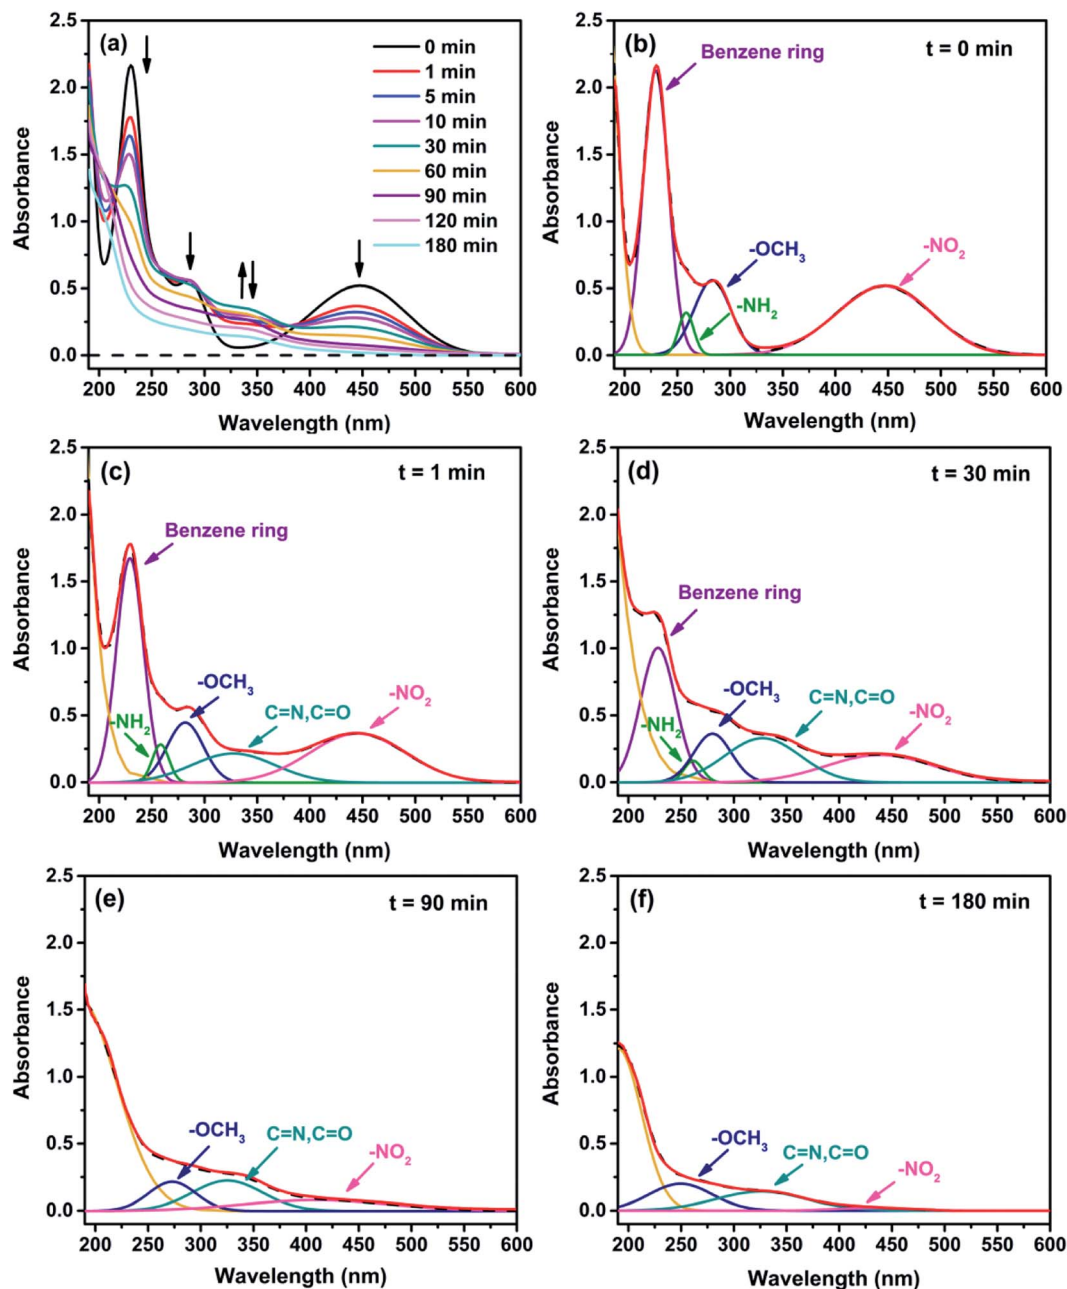 (a)
0 min
1 min
5 min
10 min
30 min
60 min
90 min
120 min
180 min
Absorbance
2.5
2.0
1.5
1.0
0.5
0.0
200 250 300 350 400 450 500 550 600
Wavelength (nm)
(b)
t = 0 min
Benzene ring
-OCH3
-NH2
-NO2
Absorbance
2.5
2.0
1.5
1.0
0.5
0.0
200 250 300 350 400 450 500 550 600
Wavelength (nm)
(c)
t = 1 min
Benzene ring
-OCH3
-NH2
C=N,C=O
-NO2
Absorbance
2.5
2.0
1.5
1.0
0.5
0.0
200 250 300 350 400 450 500 550 600
Wavelength (nm)
(d)
t = 30 min
Benzene ring
-OCH3
-NH2
C=N,C=O
-NO2
Absorbance
2.5
2.0
1.5
1.0
0.5
0.0
200 250 300 350 400 450 500 550 600
Wavelength (nm)
(e)
t = 90 min
-OCH3
C=N,C=O
-NO2
Absorbance
2.5
2.0
1.5
1.0
0.5
0.0
200 250 300 350 400 450 500 550 600
Wavelength (nm)
(f)
t = 180 min
-OCH3
C=N,C=O
-NO2
Absorbance
2.5
2.0
1.5
1.0
0.5
0.0
200 250 300 350 400 450 500 550 600
Wavelength (nm)